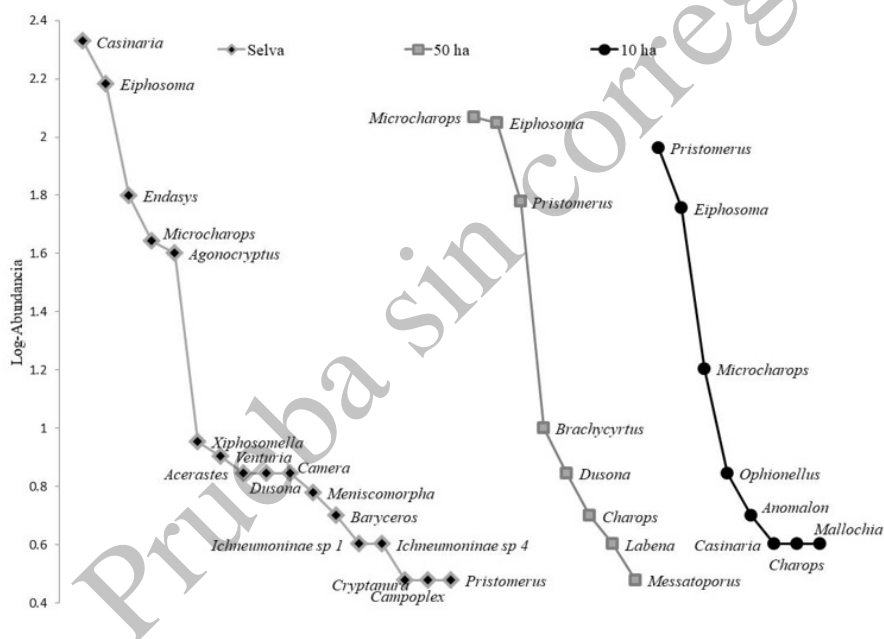 2.4
2.2
2
1.8
1.6
1.4
1.2
1
0.8
0.6
0.4
Log-Abundancia
Selva
50 ha
10 ha
Casinaria
Eiphosoma
Endasys
Microcharops
Agonocryptus
Xiphosomella
Venturia
Acerastes
Dusona
Camera
Meniscomorpha
Baryceros
Ichneumoninae sp 1
Ichneumoninae sp 4
Cryptanura
Campoplex
Pristomerus
Microcharops
Eiphosoma
Pristomerus
Brachycyrtus
Dusona
Charops
Labena
Messatoporus
Pristomerus
Eiphosoma
Microcharops
Ophionellus
Anomalon
Casinaria
Charops
Mallochia
Prueba sin correg